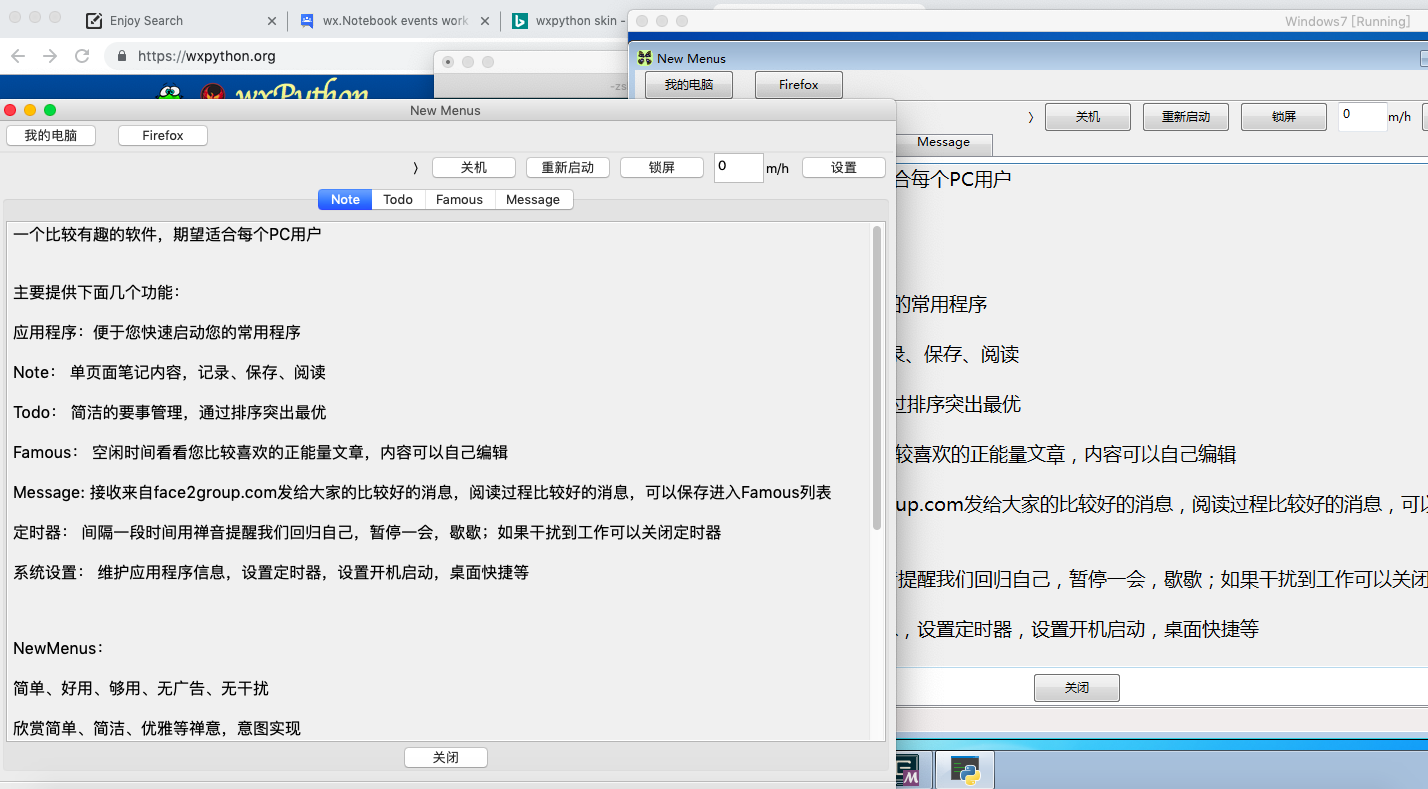 Enjoy Search
wx.Notebook events work
wxpython skin -
https://wxpython.org
wxPython
Windows7 [Running]
New Menus
我的电脑
Firefox
〉
关机
重新启动
锁屏
0
m/h
Message
合每个PC用户
的常用程序
录、保存、阅读
过排序突出最优
较喜欢的正能量文章，内容可以自己编辑
up.com发给大家的比较好的消息，阅读过程比较好的消息，可以
提醒我们回归自己，暂停一会，歇歇；如果干扰到工作可以关闭
，设置定时器，设置开机启动，桌面快捷等
关闭
New Menus
我的电脑
Firefox
〉
关机
重新启动
锁屏
0
m/h
设置
Note
Todo
Famous
Message
一个比较有趣的软件，期望适合每个PC用户
主要提供下面几个功能：
应用程序：便于您快速启动您的常用程序
Note： 单页面笔记内容，记录、保存、阅读
Todo： 简洁的要事管理，通过排序突出最优
Famous： 空闲时间看看您比较喜欢的正能量文章，内容可以自己编辑
Message: 接收来自face2group.com发给大家的比较好的消息，阅读过程比较好的消息，可以保存进入Famous列表
定时器： 间隔一段时间用禅音提醒我们回归自己，暂停一会，歇歇；如果干扰到工作可以关闭定时器
系统设置： 维护应用程序信息，设置定时器，设置开机启动，桌面快捷等
NewMenus：
简单、好用、够用、无广告、无干扰
欣赏简单、简洁、优雅等禅意，意图实现
关闭